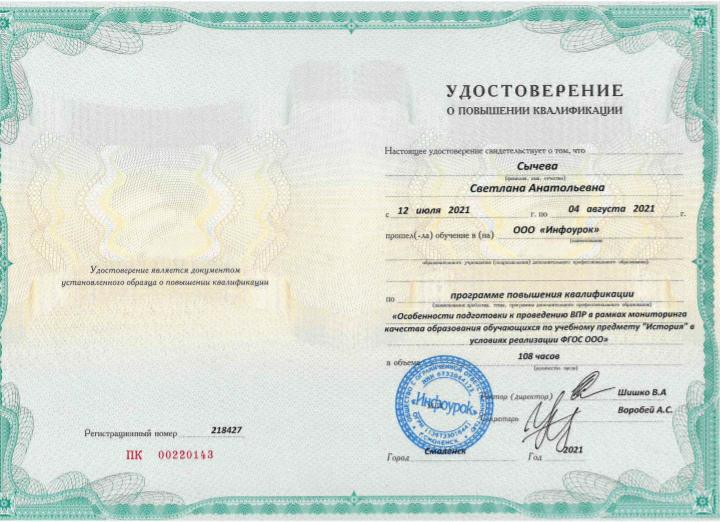 Удостоверение является документом
установленного образца о повышении квалификации
Регистрационный номер 218427
ПК 00220143
УДОСТОВЕРЕНИЕ
О ПОВЫШЕНИИ КВАЛИФИКАЦИИ
Настоящее удостоверение свидетельствует о том, что
Сычева
(фамилия, имя, отчество)
Светлана Анатольевна
с 12 июля 2021 г. по 04 августа 2021 г.
прошел(-ла) обучение в (на) ООО «Инфоурок»
(наименование)
образовательного учреждения (подразделения) дополнительного профессионального образования)
по программе повышения квалификации
(наименование проблемы, темы, программы дополнительного профессионального образования)
«Особенности подготовки к проведению ВПР в рамках мониторинга
качества образования обучающихся по учебному предмету "История" в
условиях реализации ФГОС ООО»
в объеме 108 часов
(количество часов)
Ректор (директор) Шишко В.А
Секретарь Воробей А.С.
«Инфоурок»
Г.СМОЛЕНСК
Город Смоленск Год 2021